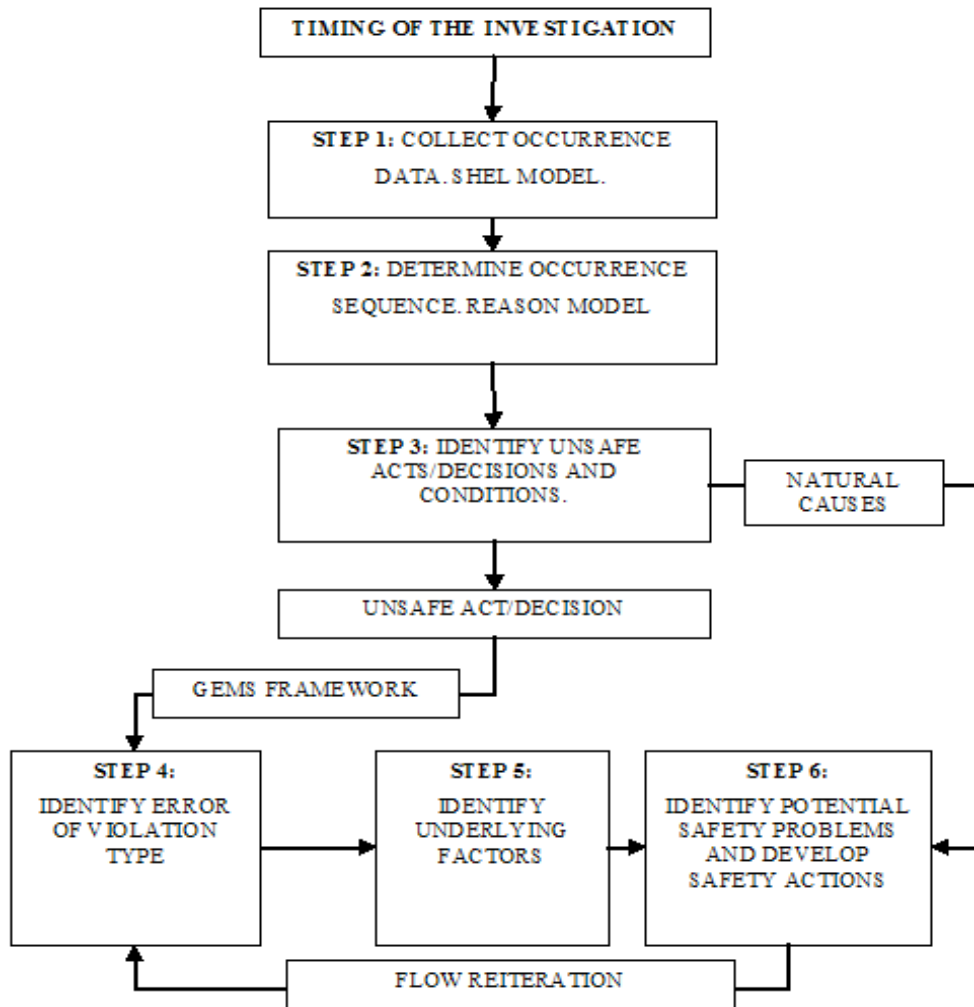 TIMING OF THE INVESTIGATION
STEP 1: COLLECT OCCURRENCE
DATA. SHEL MODEL.
STEP 2: DETERMINE OCCURRENCE
SEQUENCE. REASON MODEL
STEP 3: IDENTIFY UNSAFE
ACTS/DECISIONS AND
CONDITIONS.
NATURAL
CAUSES
UNSAFE ACT/DECISION
GEMS FRAMEWORK
STEP 4:
IDENTIFY ERROR
OF VIOLATION
TYPE
STEP 5:
IDENTIFY
UNDERLYING
FACTORS
STEP 6:
IDENTIFY POTENTIAL
SAFETY PROBLEMS
AND DEVELOP
SAFETY ACTIONS
FLOW REITERATION